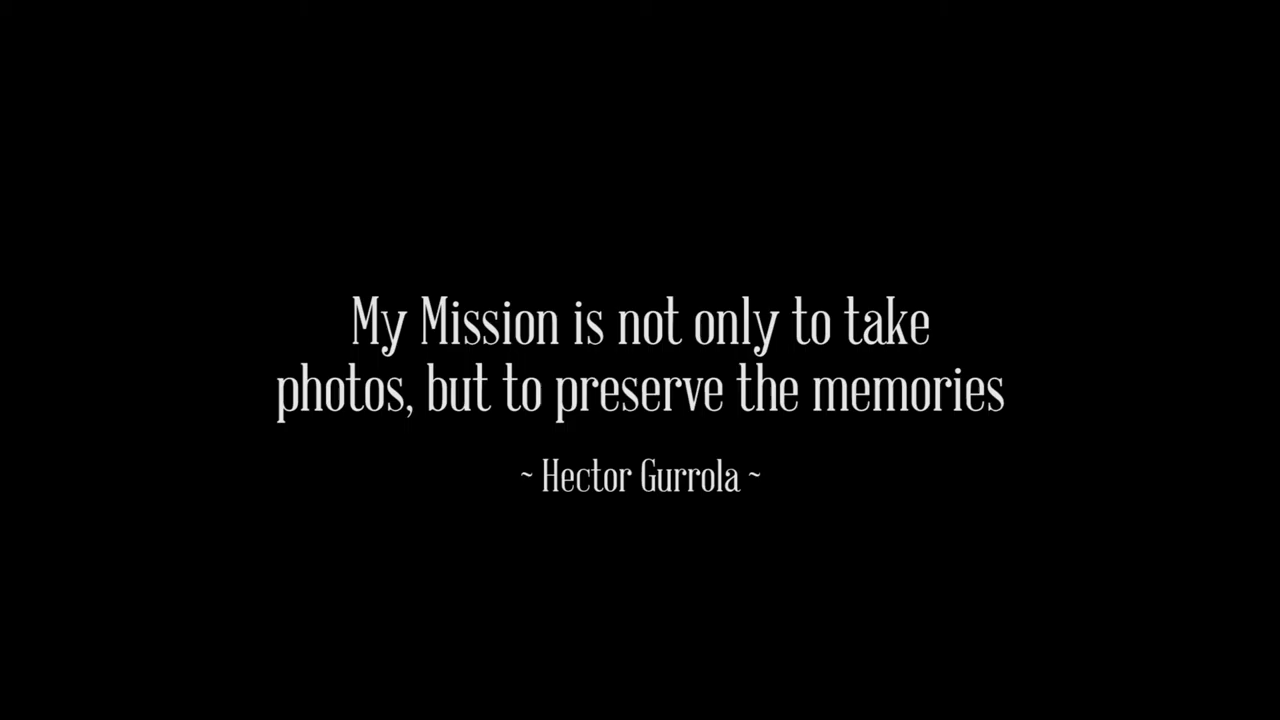 My Mission is not only to take
photos, but to preserve the memories
~ Hector Gurrola ~